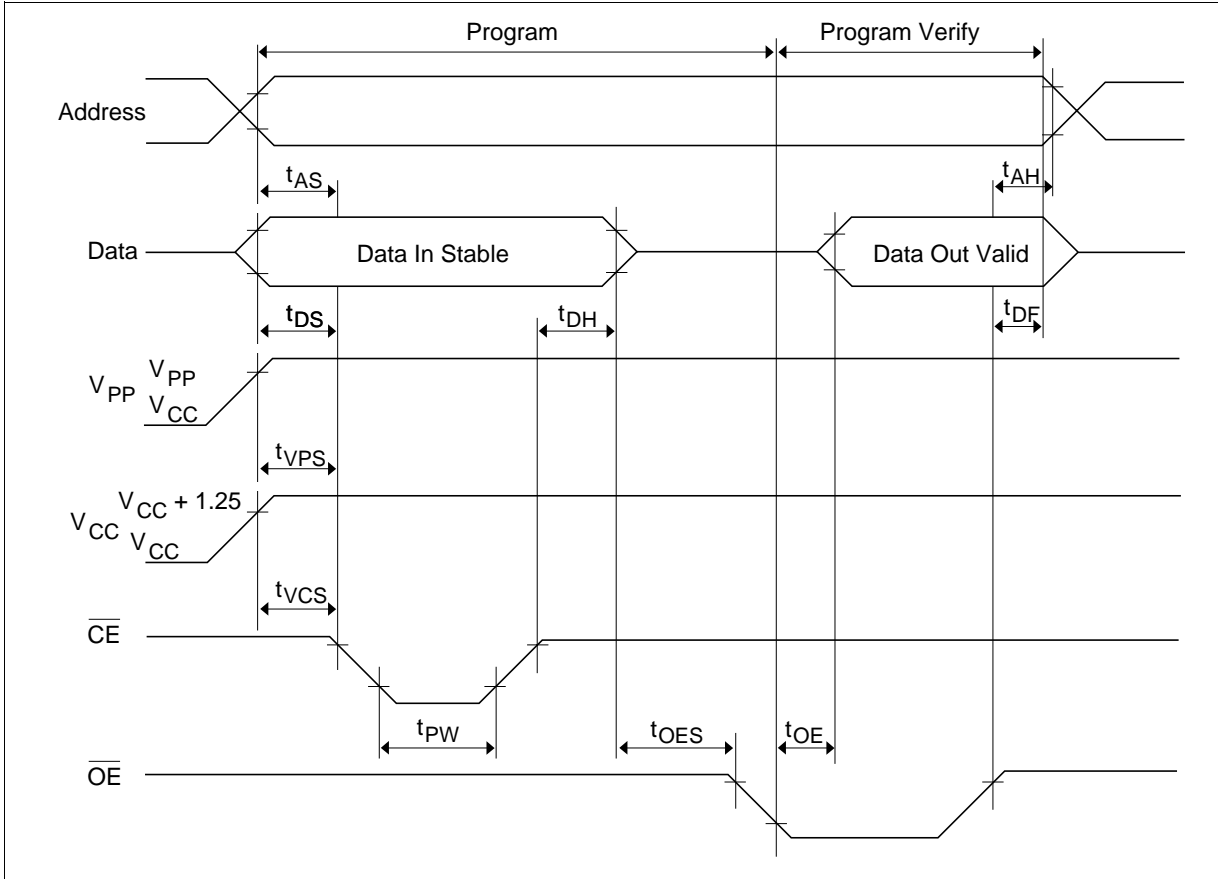 Program Program Verify
Address
tAS tAH
Data Data In Stable Data Out Valid
tDS tDH tDF
VPP VPP
VCC
tVPS
VCC VCC + 1.25
VCC
tVCS
CE
tPW tOES tOE
OE